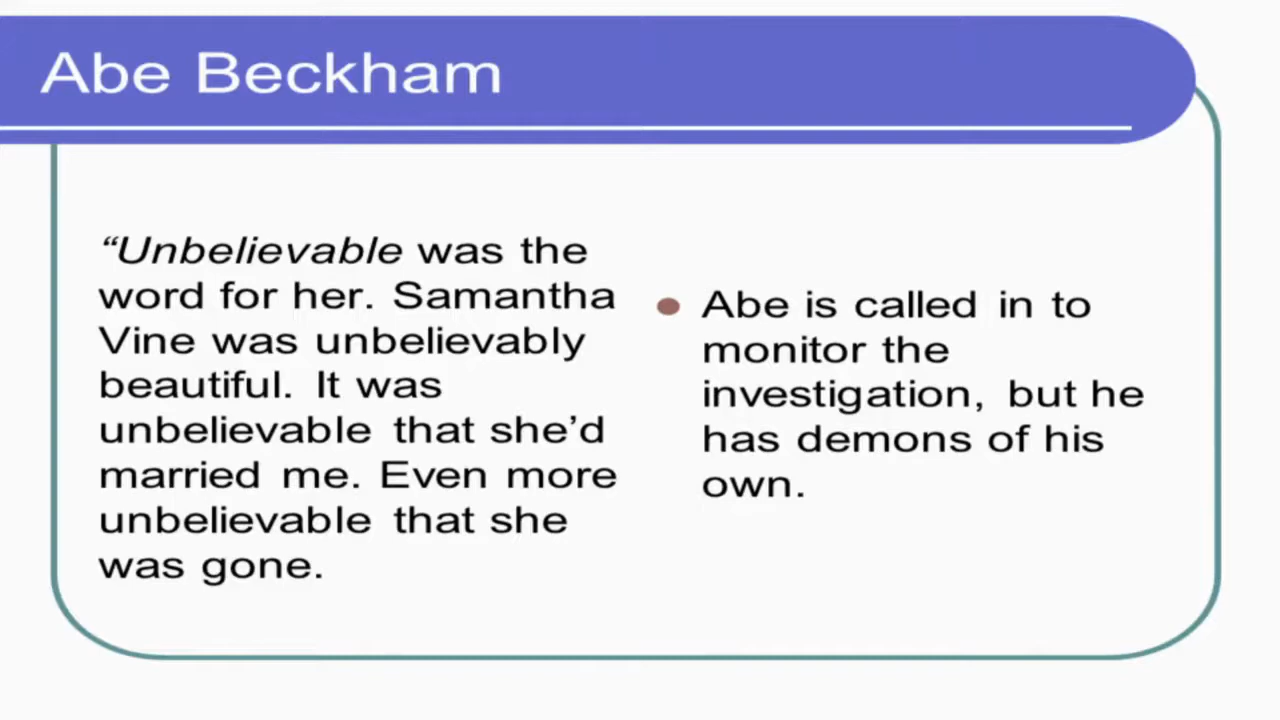 Abe Beckham
“Unbelievable was the
word for her. Samantha
Vine was unbelievably
beautiful. It was
unbelievable that she’d
married me. Even more
unbelievable that she
was gone.
Abe is called in to
monitor the
investigation, but he
has demons of his
own.